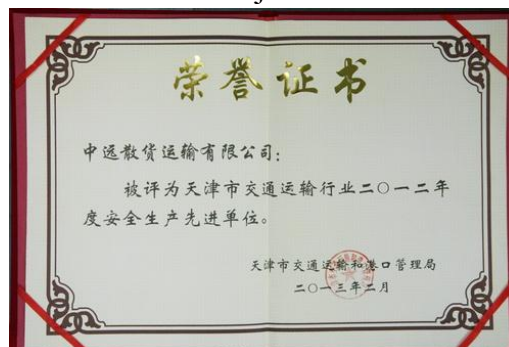 荣誉证书
中远散货运输有限公司：
被评为天津市交通运输行业二〇一二年
度安全生产先进单位。
天津市交通运输和港口管理局
二〇一三年二月